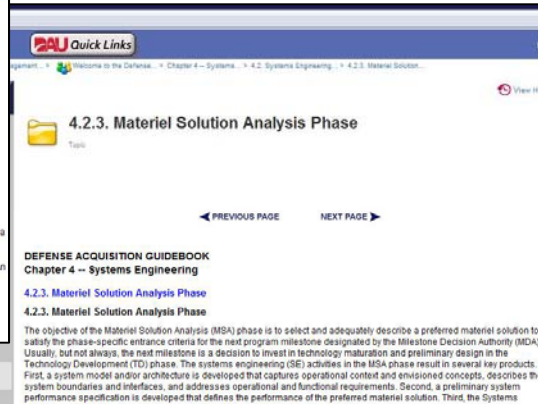 DAU Quick Links
gement... > Welcome to the Defense... > Chapter 4 -- Systems... > 4.2. Systems Engineering... > 4.2.3. Materiel Solution...
View H
4.2.3. Materiel Solution Analysis Phase
Topic
PREVIOUS PAGE NEXT PAGE
DEFENSE ACQUISITION GUIDEBOOK
Chapter 4 -- Systems Engineering
4.2.3. Materiel Solution Analysis Phase
4.2.3. Materiel Solution Analysis Phase
The objective of the Materiel Solution Analysis (MSA) phase is to select and adequately describe a preferred materiel solution to
satisfy the phase-specific entrance criteria for the next program milestone designated by the Milestone Decision Authority (MDA)
Usually, but not always, the next milestone is a decision to invest in technology maturation and preliminary design in the
Technology Development (TD) phase. The systems engineering (SE) activities in the MSA phase result in several key products.
First, a system model and/or architecture is developed that captures operational context and envisioned concepts, describes the
system boundaries and interfaces, and addresses operational and functional requirements. Second, a preliminary system
performance specification is developed that defines the performance of the preferred materiel solution. Third, the Systems